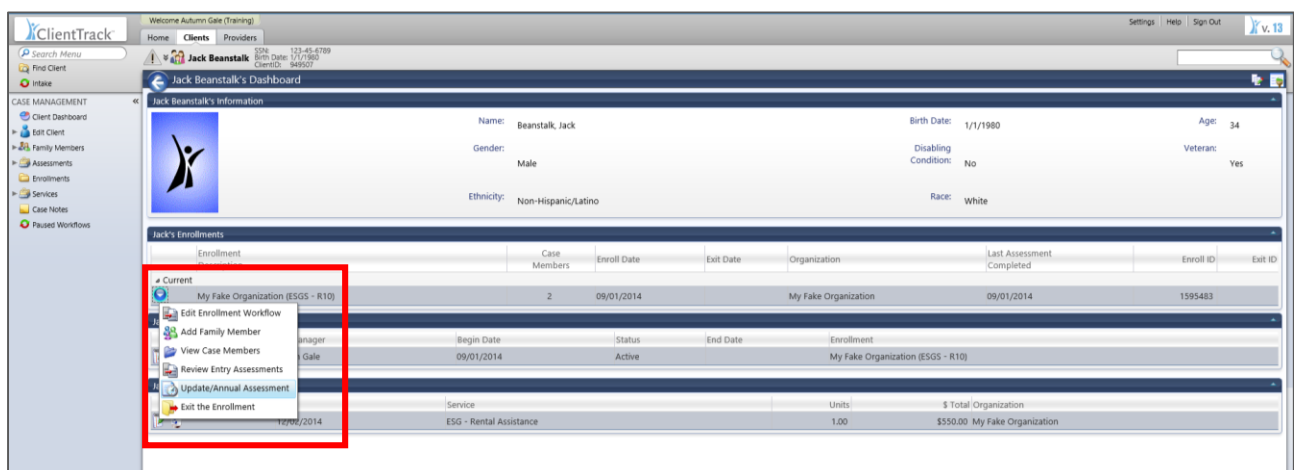 ClientTrack
Welcome Autumn Gale (Training)
Settings Help Sign Out
v. 13
Home Clients Providers
Search Menu
Find Client
Intake
Jack Beanstalk
SSN: 123-45-6789
Birth Date: 1/1/1980
ClientID: 949507
CASE MANAGEMENT «
Client Dashboard
Edit Client
Family Members
Assessments
Enrollments
Services
Case Notes
Paused Workflows
Jack Beanstalk's Dashboard
Jack Beanstalk's Information
Name: Beanstalk, Jack Birth Date: 1/1/1980 Age: 34
Gender: Male Disabling Condition: No Veteran: Yes
Ethnicity: Non-Hispanic/Latino Race: White
Jack's Enrollments
Enrollment Case Members Enroll Date Exit Date Organization Last Assessment Completed Enroll ID Exit ID
Current
My Fake Organization (ESGS - R10) 2 09/01/2014 My Fake Organization 09/01/2014 1595483
Edit Enrollment Workflow
Add Family Member
View Case Members
Review Entry Assessments
Update/Annual Assessment
Exit the Enrollment
anager Begin Date Status End Date Enrollment
Gale 09/01/2014 Active My Fake Organization (ESGS - R10)
Service Units $ Total Organization
12/02/2014 ESG - Rental Assistance 1.00 $550.00 My Fake Organization